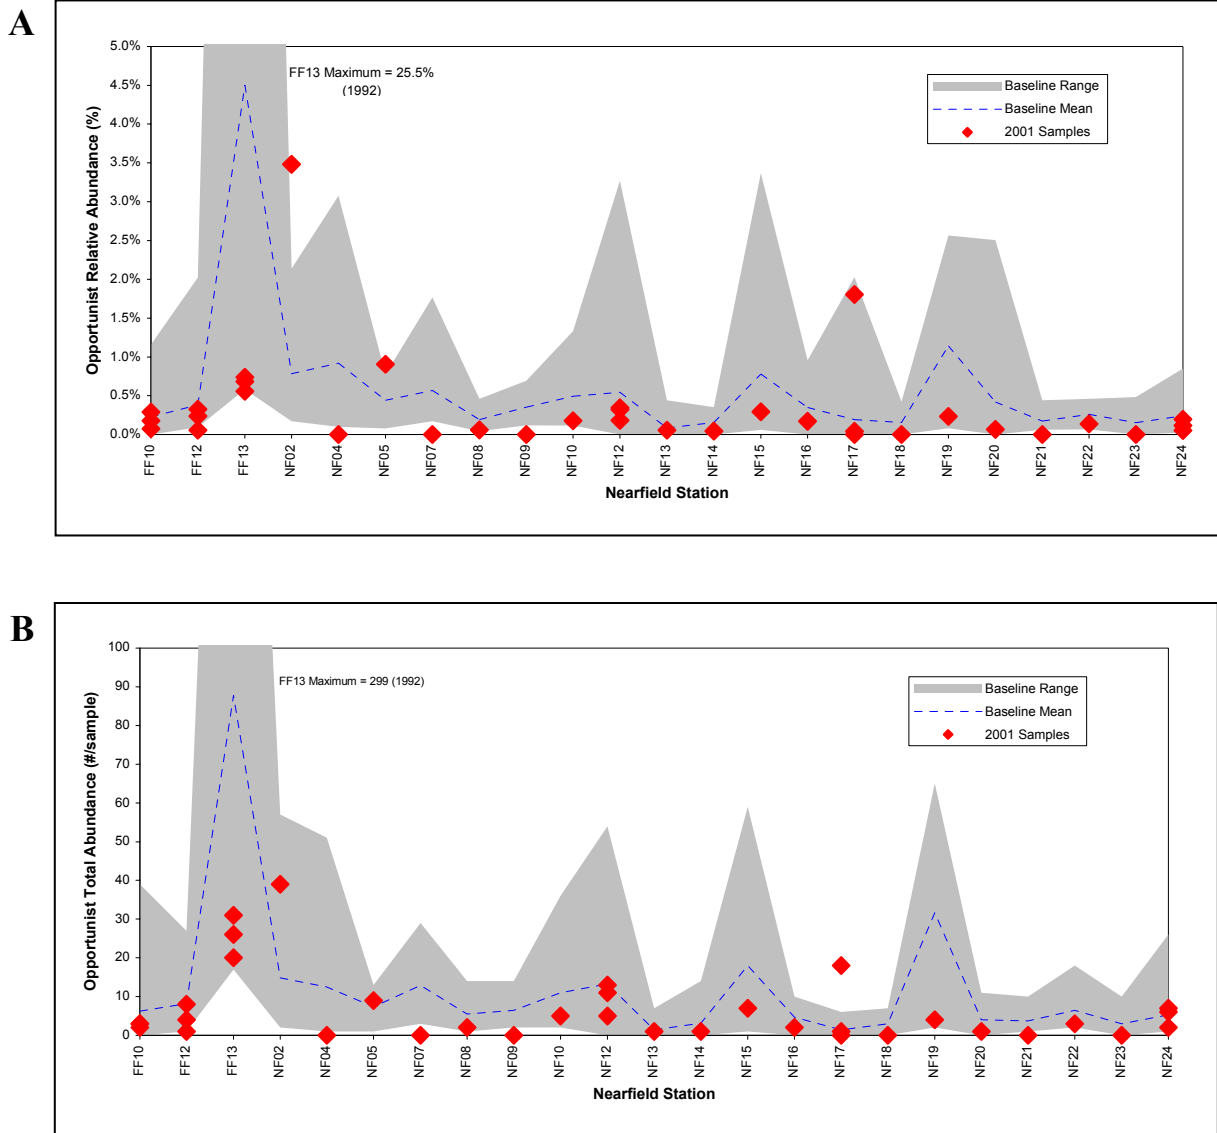 A
5.0%
4.5%
4.0%
3.5%
3.0%
2.5%
2.0%
1.5%
1.0%
0.5%
0.0%
Opportunist Relative Abundance (%)
FF13 Maximum = 25.5%
(1992)
Baseline Range
Baseline Mean
2001 Samples
FF10
FF12
FF13
NF02
NF04
NF05
NF07
NF08
NF09
NF10
NF12
NF13
NF14
NF15
NF16
NF17
NF18
NF19
NF20
NF21
NF22
NF23
NF24
Nearfield Station
B
100
90
80
70
60
50
40
30
20
10
0
Opportunist Total Abundance (#/sample)
FF13 Maximum = 299 (1992)
Baseline Range
Baseline Mean
2001 Samples
FF10
FF12
FF13
NF02
NF04
NF05
NF07
NF08
NF09
NF10
NF12
NF13
NF14
NF15
NF16
NF17
NF18
NF19
NF20
NF21
NF22
NF23
NF24
Nearfield Station